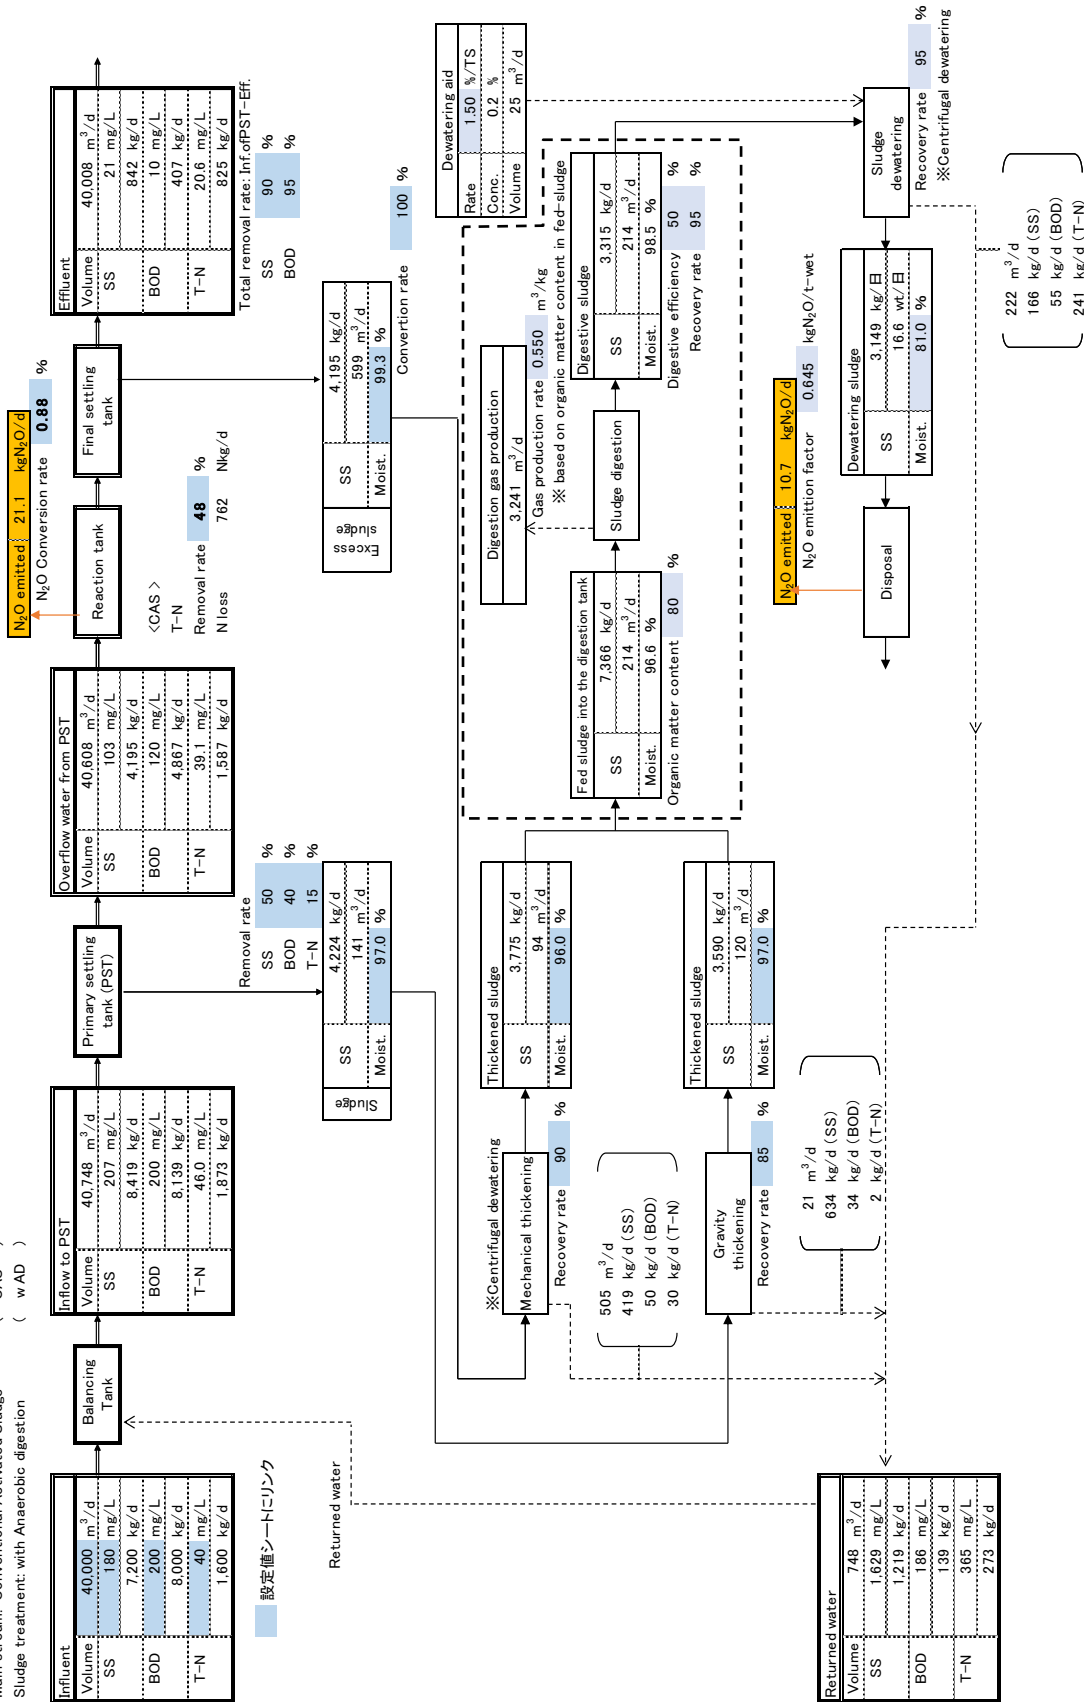 Sludge treatment: with Anaerobic digestion ( w AD )
Influent
Volume 40,000 m³/d
SS 180 mg/L
7,200 kg/d
BOD 200 mg/L
8,000 kg/d
T-N 40 mg/L
1,600 kg/d
設定値シートにリンク
Balancing
Tank
Returned water
Inflow to PST
Volume 40,748 m³/d
SS 207 mg/L
8,419 kg/d
BOD 200 mg/L
8,139 kg/d
T-N 46.0 mg/L
1,873 kg/d
Primary settling
tank (PST)
Removal rate
SS 50 %
BOD 40 %
T-N 15 %
Overflow water from PST
Volume 40,608 m³/d
SS 103 mg/L
4,195 kg/d
BOD 120 mg/L
4,867 kg/d
T-N 39.1 mg/L
1,587 kg/d
N₂O emitted 21.1 kgN₂O/d
N₂O Conversion rate 0.88 %
Reaction tank
<CAS >
T-N
Removal rate 48 %
N loss 762 Nkg/d
Final settling
tank
Effluent
Volume 40,008 m³/d
SS 21 mg/L
842 kg/d
BOD 10 mg/L
407 kg/d
T-N 20.6 mg/L
825 kg/d
Total removal rate: Inf.ofPST-Eff.
SS 90 %
BOD 95 %
Sludge
SS 4,224 kg/d
141 m³/d
Moist. 97.0 %
Excess
sludge
SS 4,195 kg/d
599 m³/d
Moist. 99.3 %
Convertion rate 100 %
※Centrifugal dewatering
Mechanical thickening
Recovery rate 90 %
505 m³/d
419 kg/d (SS)
50 kg/d (BOD)
30 kg/d (T-N)
Thickened sludge
SS 3,775 kg/d
94 m³/d
Moist. 96.0 %
Gravity
thickening
Recovery rate 85 %
21 m³/d
634 kg/d (SS)
34 kg/d (BOD)
2 kg/d (T-N)
Thickened sludge
SS 3,590 kg/d
120 m³/d
Moist. 97.0 %
Digestion gas production
3,241 m³/d
Gas production rate 0.550 m³/kg
※ based on organic matter content in fed-sludge
Fed sludge into the digestion tank
SS 7,366 kg/d
214 m³/d
Moist. 96.6 %
Organic matter content 80 %
Sludge digestion
Digestive sludge
SS 3,315 kg/d
214 m³/d
Moist. 98.5 %
Digestive efficiency 50 %
Recovery rate 95 %
Dewatering aid
Rate 1.50 %/TS
Conc. 0.2 %
Volume 25 m³/d
N₂O emitted 10.7 kgN₂O/d
N₂O emittion factor 0.645 kgN₂O/t-wet
Disposal
Dewatering sludge
SS 3,149 kg/日
16.6 wt/日
Moist. 81.0 %
Sludge
dewatering
Recovery rate 95 %
※Centrifugal dewatering
222 m³/d
166 kg/d (SS)
55 kg/d (BOD)
241 kg/d (T-N)
Returned water
Volume 748 m³/d
SS 1,629 mg/L
1,219 kg/d
BOD 186 mg/L
139 kg/d
T-N 365 mg/L
273 kg/d